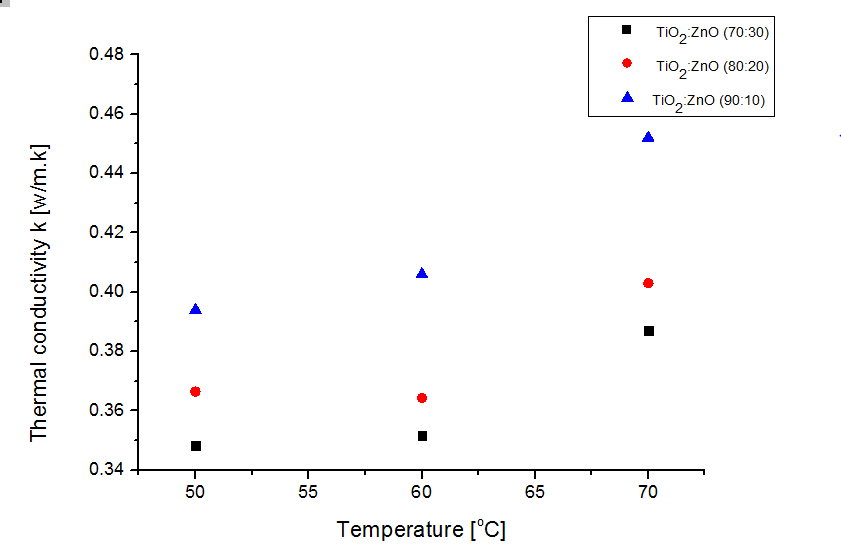 TiO2:ZnO (70:30)
TiO2:ZnO (80:20)
TiO2:ZnO (90:10)
0.48
0.46
0.44
0.42
0.40
0.38
0.36
0.34
Thermal conductivity k [w/m.k]
50 55 60 65 70
Temperature [°C]